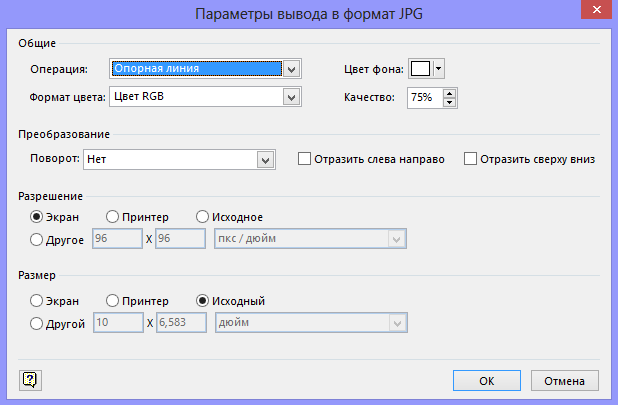 Параметры вывода в формат JPG
Общие
Операция: Опорная линия Цвет фона:
Формат цвета: Цвет RGB Качество: 75%
Преобразование
Поворот: Нет Отразить слева направо Отразить сверху вниз
Разрешение
Экран Принтер Исходное
Другое 96 X 96 пкс / дюйм
Размер
Экран Принтер Исходный
Другой 10 X 6,583 дюйм
? ОК Отмена